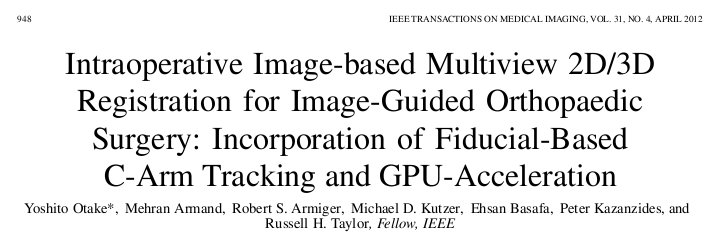 948
IEEE TRANSACTIONS ON MEDICAL IMAGING, VOL. 31, NO. 4, APRIL 2012
Intraoperative Image-based Multiview 2D/3D
Registration for Image-Guided Orthopaedic
Surgery: Incorporation of Fiducial-Based
C-Arm Tracking and GPU-Acceleration
Yoshito Otake*, Mehran Armand, Robert S. Armiger, Michael D. Kutzer, Ehsan Basafa, Peter Kazanzides, and
Russell H. Taylor, Fellow, IEEE